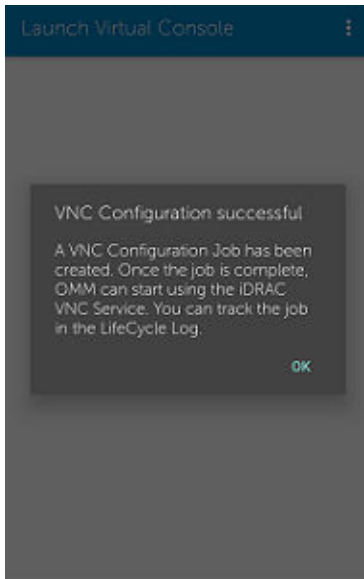 Launch Virtual Console
VNC Configuration successful
A VNC Configuration Job has been
created. Once the job is complete,
OMM can start using the iDRAC
VNC Service. You can track the job
in the LifeCycle Log.
OK